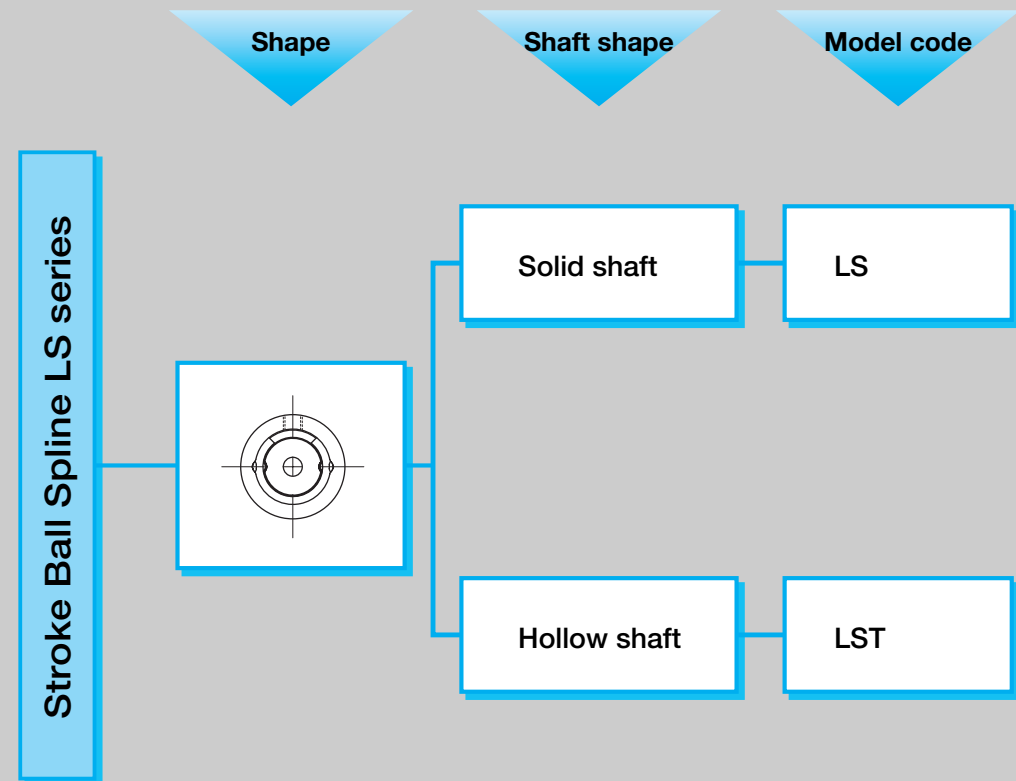 Shape
Shaft shape
Model code
Stroke Ball Spline LS series
Solid shaft
LS
Hollow shaft
LST